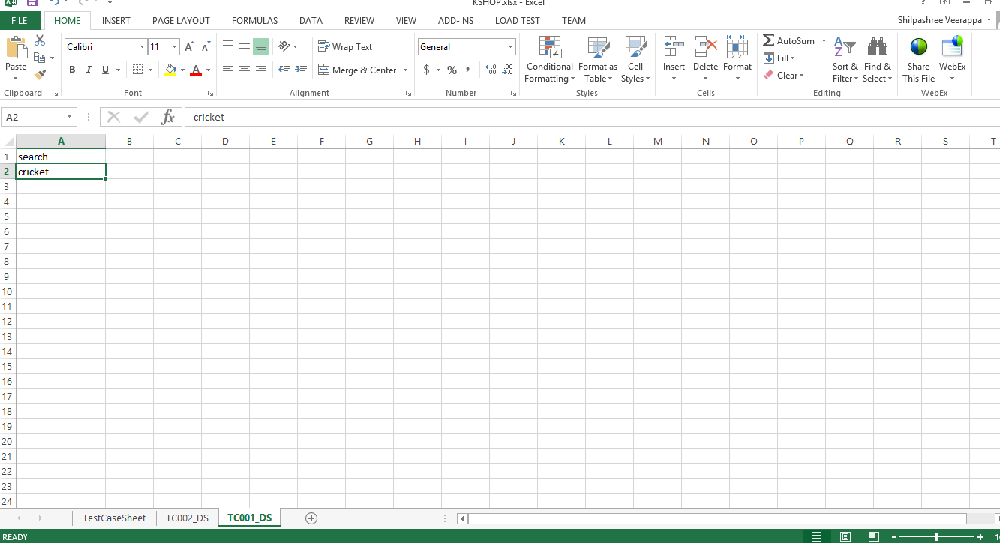 KSHOP.xlsx - Excel
FILE HOME INSERT PAGE LAYOUT FORMULAS DATA REVIEW VIEW ADD-INS LOAD TEST TEAM Shilpashree Veerappa
Calibri 11 Wrap Text General AutoSum
Paste Conditional Formatting Format as Table Cell Styles Insert Delete Format Fill Sort & Filter Find & Select Share This File WebEx
B I U Merge & Center $ % , Clear
Clipboard Font Alignment Number Styles Cells Editing WebEx
A2 fx cricket
A B C D E F G H I J K L M N O P Q R S T
1 search
2 cricket
3
4
5
6
7
8
9
10
11
12
13
14
15
16
17
18
19
20
21
22
23
24
TestCaseSheet TC002_DS TC001_DS
READY